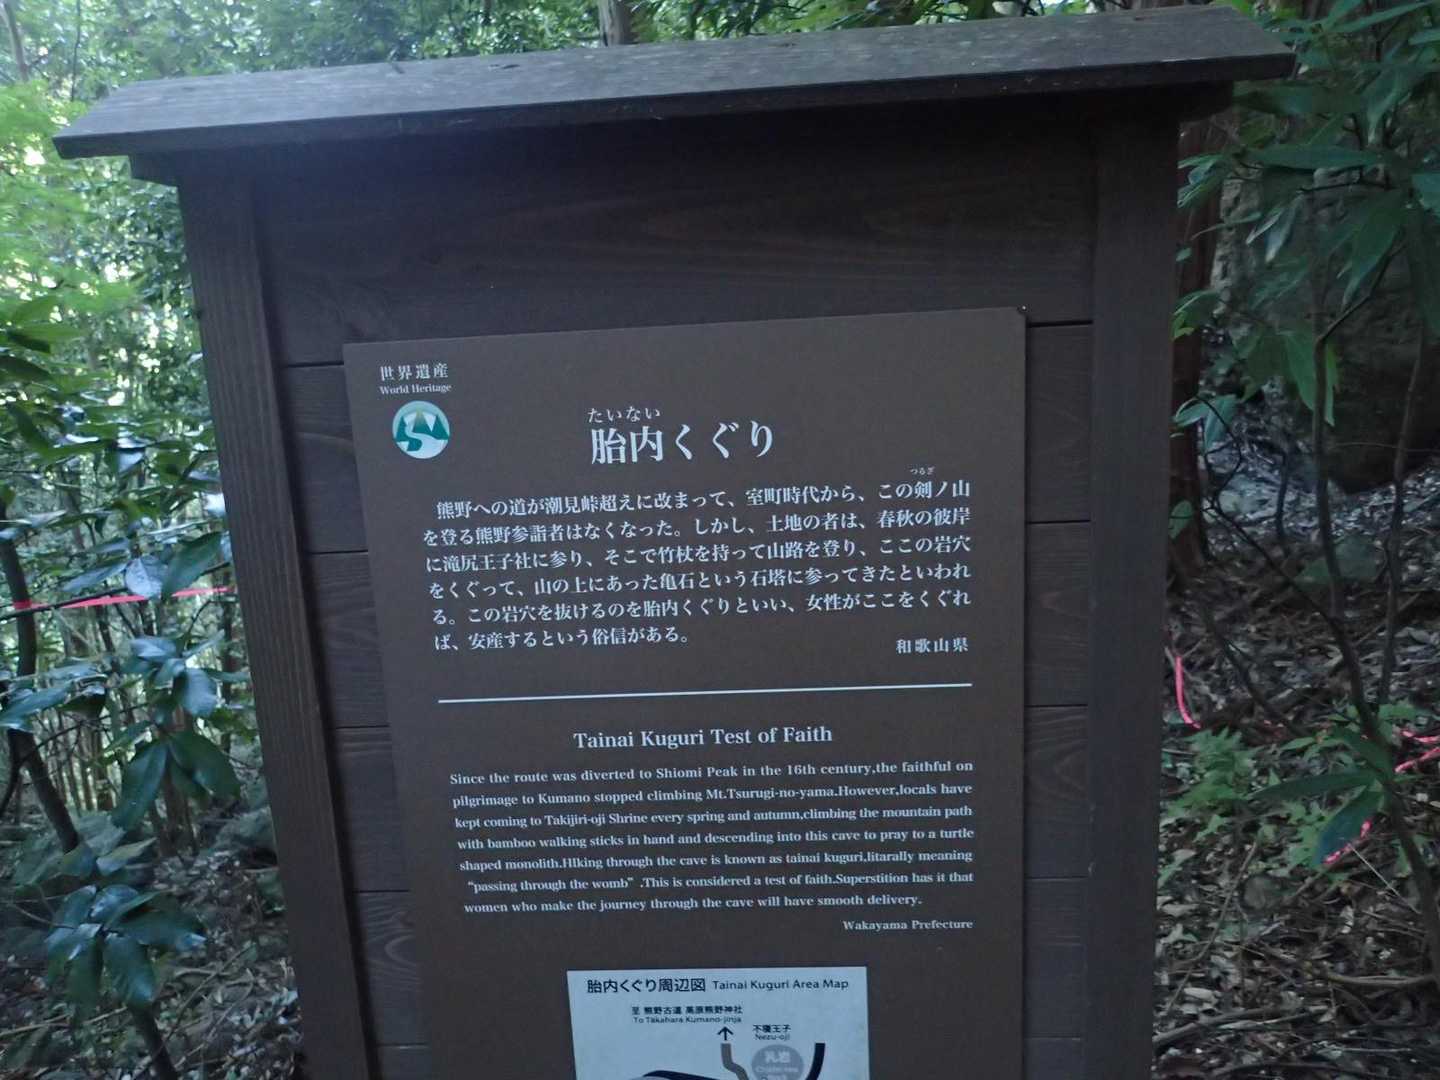 世界遺産
World Heritage
たいない
胎内くぐり
つるぎ
熊野への道が潮見峠超えに改まって、室町時代から、この剣ノ山
を登る熊野参詣者はなくなった。しかし、土地の者は、春秋の彼岸
に滝尻王子社に参り、そこで竹杖を持って山路を登り、ここの岩穴
をくぐって、山の上にあった亀石という石塔に参ってきたといわれ
る。この岩穴を抜けるのを胎内くぐりといい、女性がここをくぐれ
ば、安産するという俗信がある。
和歌山県
Tainai Kuguri Test of Faith
Since the route was diverted to Shiomi Peak in the 16th century,the faithful on
pilgrimage to Kumano stopped climbing Mt.Tsurugi-no-yama.However,locals have
kept coming to Takijiri-oji Shrine every spring and autumn,climbing the mountain path
with bamboo walking sticks in hand and descending into this cave to pray to a turtle
shaped monolith.HIking through the cave is known as tainai kuguri,litarally meaning
“passing through the womb”.This is considered a test of faith.Superstition has it that
women who make the journey through the cave will have smooth delivery.
Wakayama Prefecture
胎内くぐり周辺図 Tainai Kuguri Area Map
至 熊野古道 高原熊野神社
To Takahara Kumano-jinja
不寝王子
Nezu-oji
乳岩